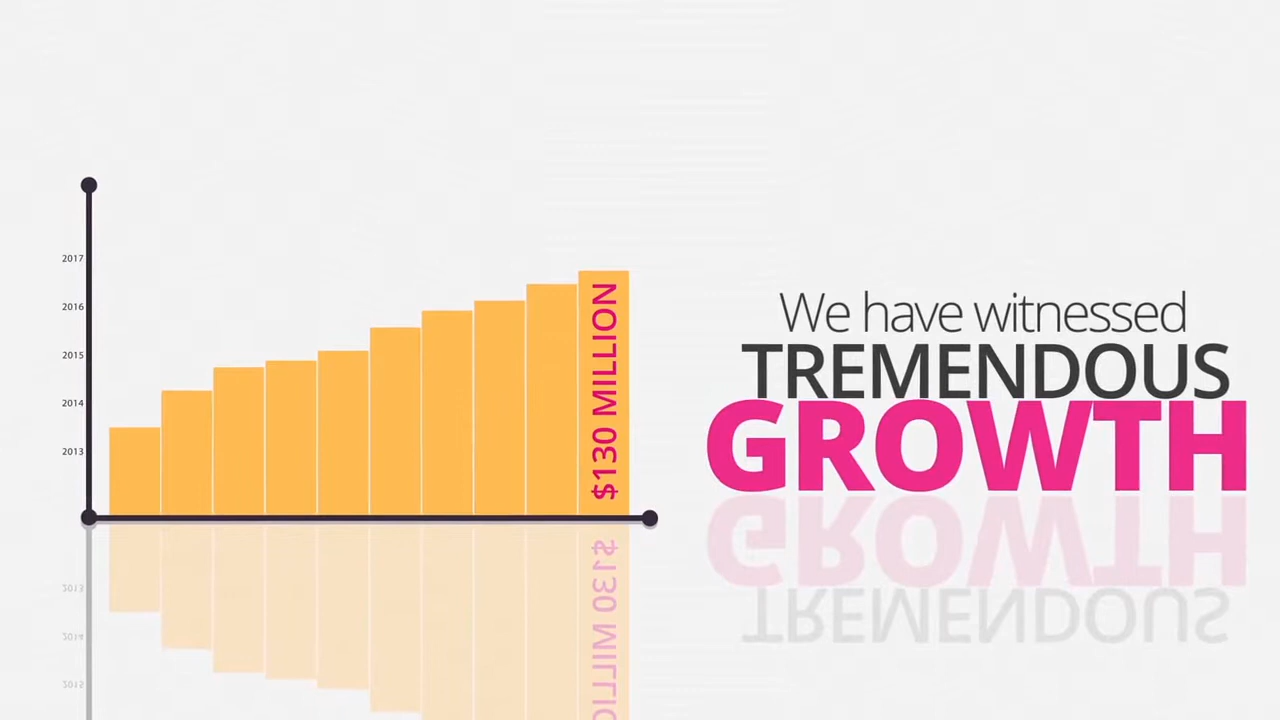 2017
2016
2015
2014
2013
$130 MILLION
We have witnessed
TREMENDOUS
GROWTH